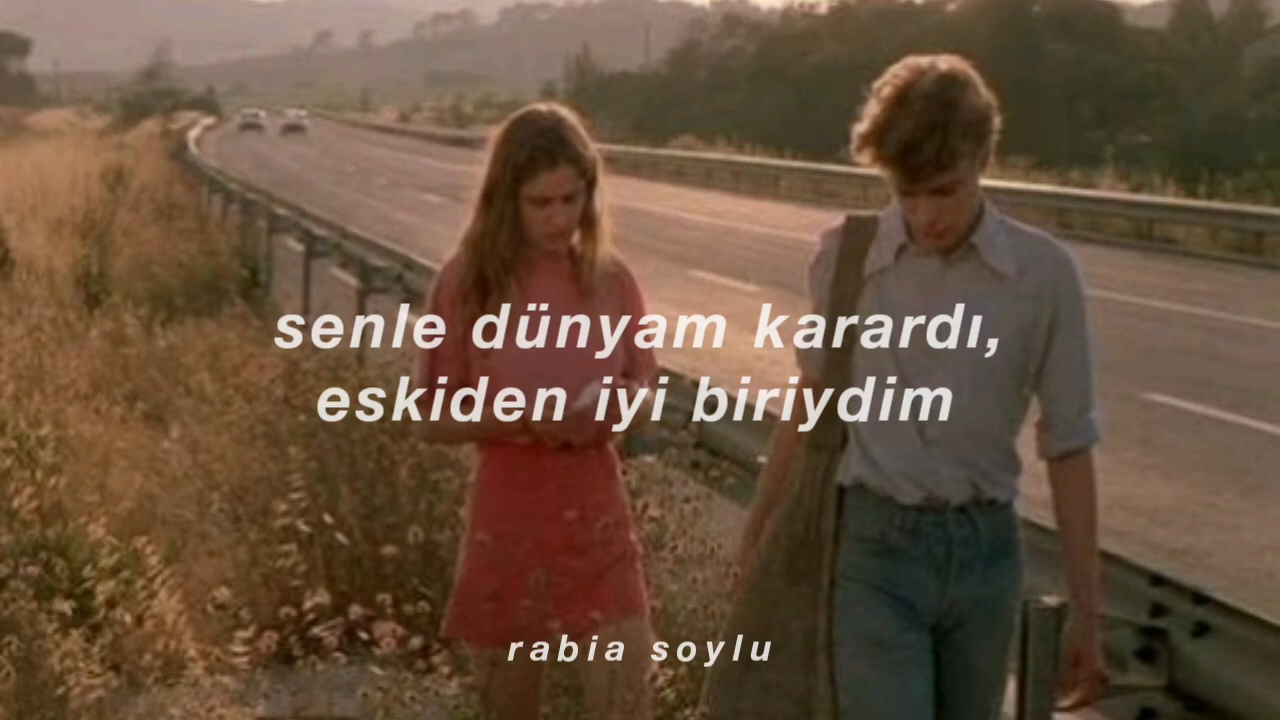 senle dünyam karardı,
eskiden iyi biriydim
rabia soylu